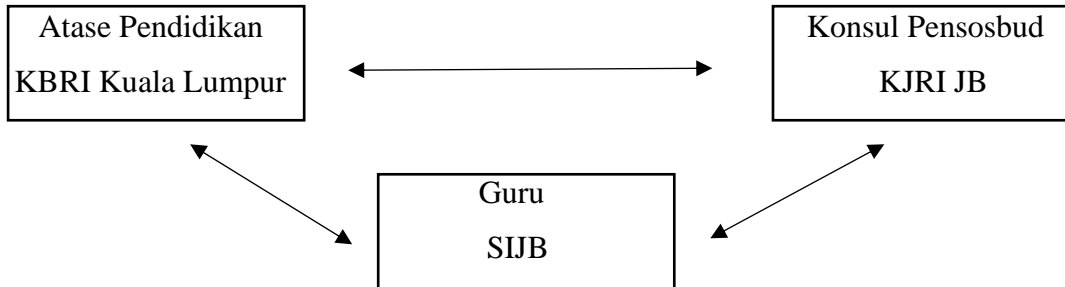 Atase Pendidikan
KBRI Kuala Lumpur
Konsul Pensosbud
KJRI JB
Guru
SIJB